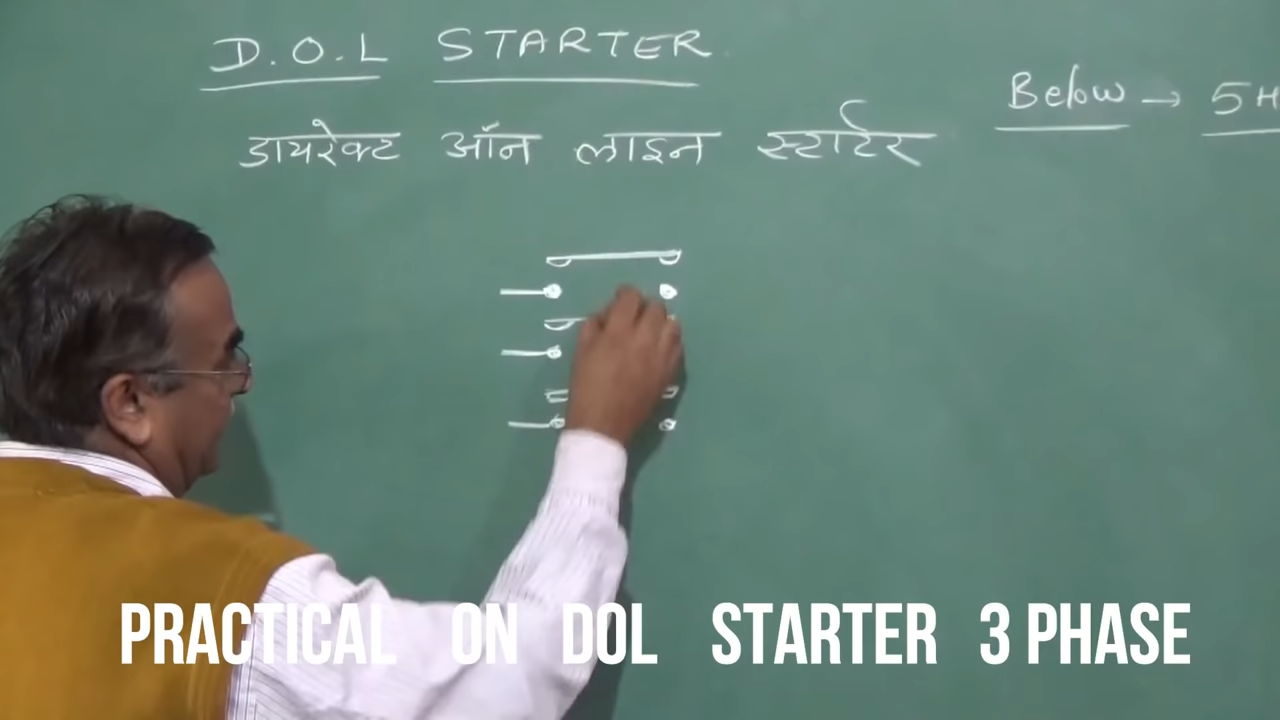 D.O.L STARTER
Below → 5H
डायरेक्ट ऑन लाइन स्टार्टर
PRACTICAL ON DOL STARTER 3 PHASE